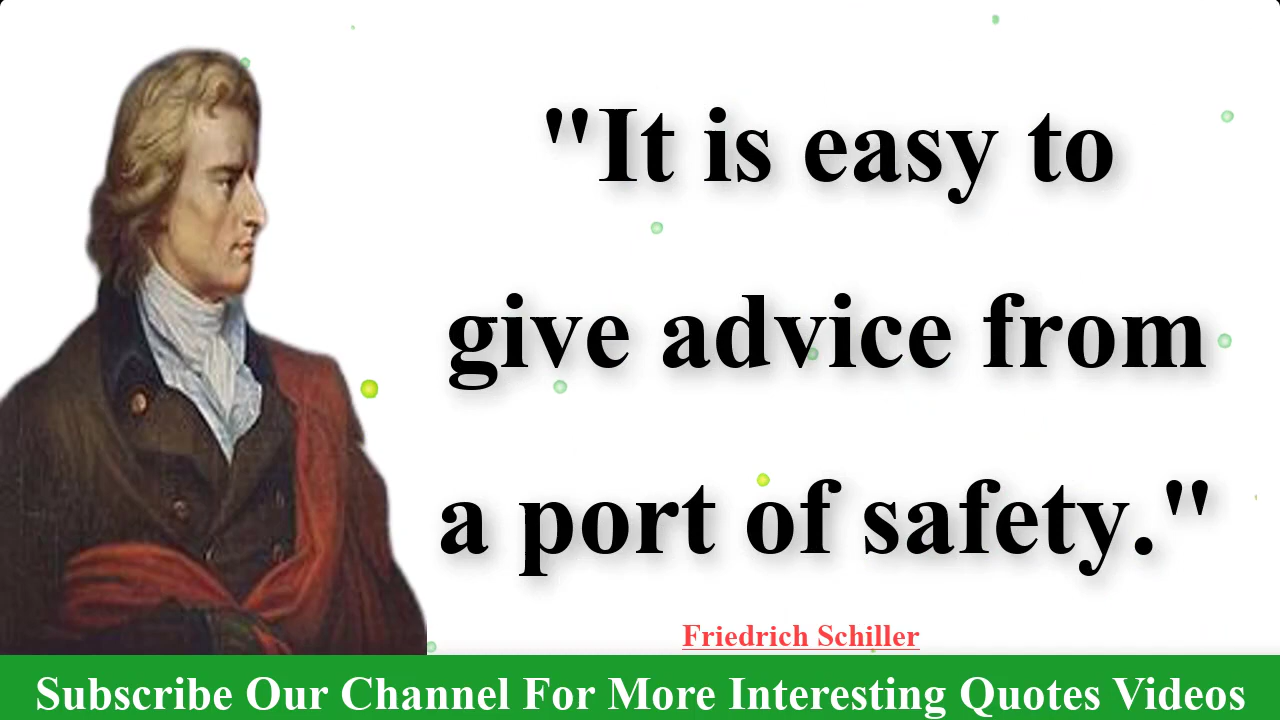 "It is easy to
give advice from
a port of safety."
Friedrich Schiller
Subscribe Our Channel For More Interesting Quotes Videos